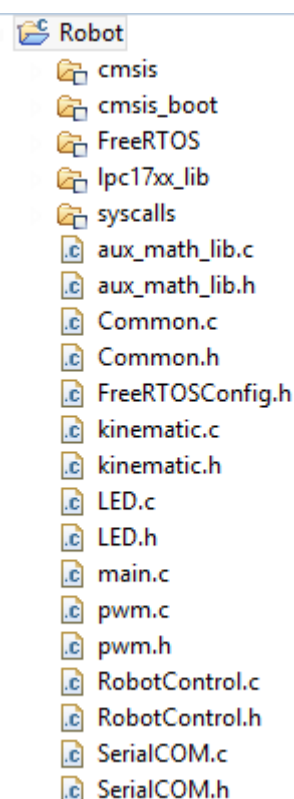 Robot
cmsis
cmsis_boot
FreeRTOS
lpc17xx_lib
syscalls
aux_math_lib.c
aux_math_lib.h
Common.c
Common.h
FreeRTOSConfig.h
kinematic.c
kinematic.h
LED.c
LED.h
main.c
pwm.c
pwm.h
RobotControl.c
RobotControl.h
SerialCOM.c
SerialCOM.h